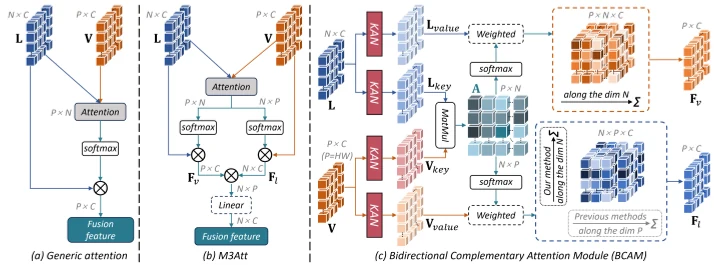 N × C
P × C
L
V
Attention
P × N
softmax
P × C
Fusion
feature
(a) Generic attention
N × C
P × C
L
V
Attention
P × N
N × P
softmax
softmax
P × C
N × C
F_v
F_l
N × P
Linear
N × C
Fusion feature
(b) M3Att
N × C
L
KAN
L_value
Weighted
P × N × C
along the dim N
Σ
P × C
F_v
KAN
L_key
softmax
A
P × N
MatMul
P × C
(P=HW)
V
KAN
V_key
N × P
softmax
KAN
V_value
Weighted
Our method
along the dim N
Σ
N × P × C
Previous methods
along the dim P
Σ
P × C
F_l
(c) Bidirectional Complementary Attention Module (BCAM)